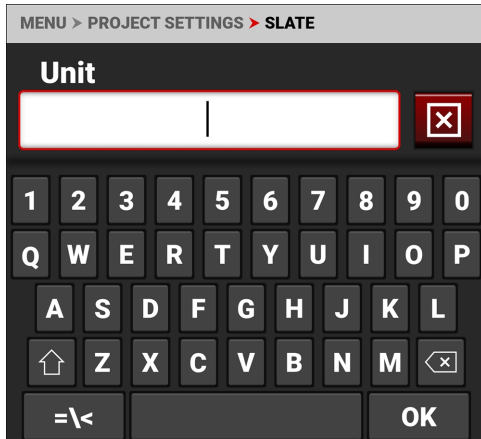 MENU > PROJECT SETTINGS > SLATE
Unit
1 2 3 4 5 6 7 8 9 0
Q W E R T Y U I O P
A S D F G H J K L
Z X C V B N M
=\< OK